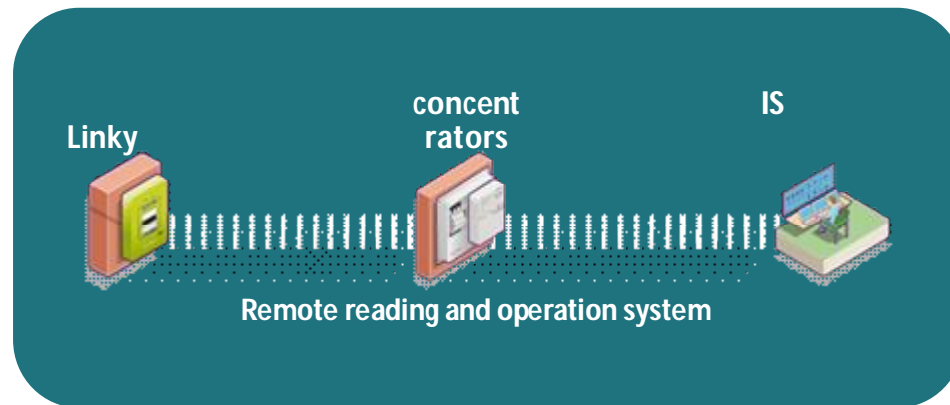 Linky
concent
rators
IS
Remote reading and operation system